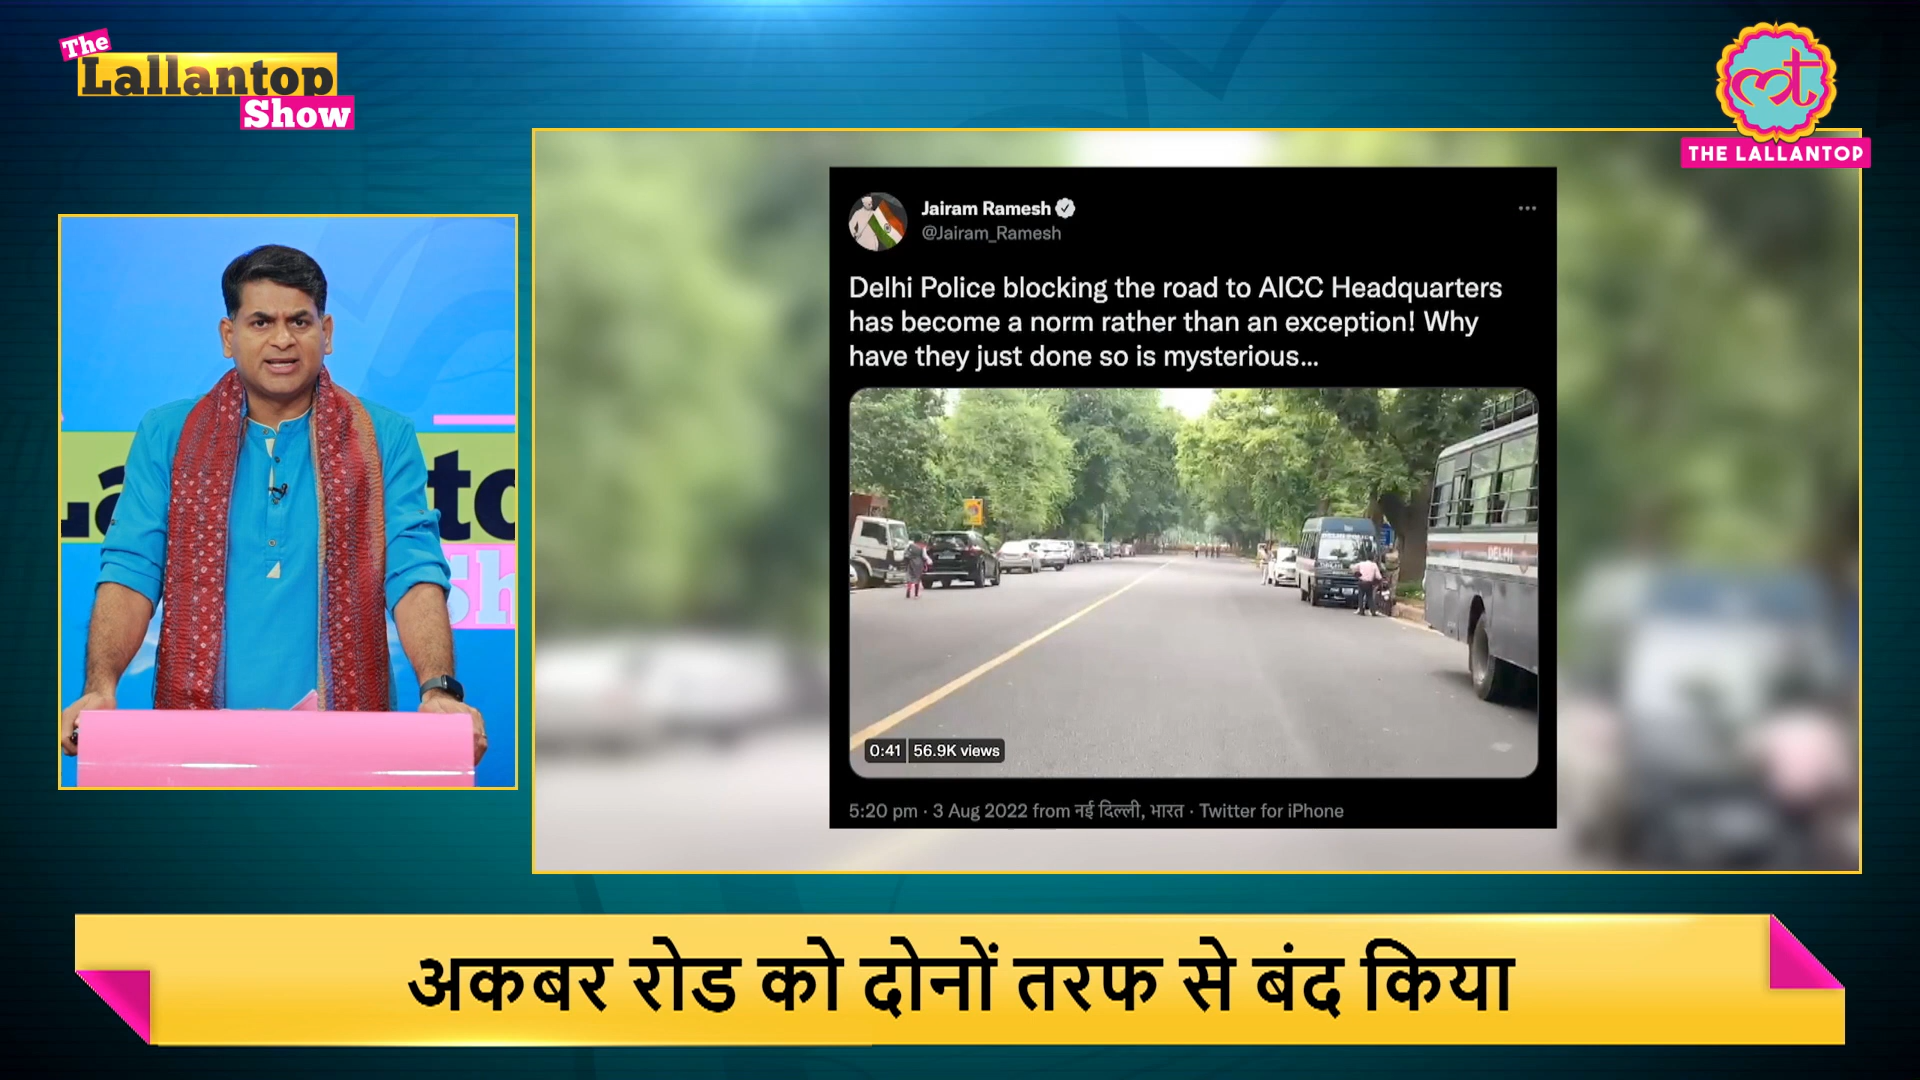 The
Lallantop
Show
THE LALLANTOP
Jairam Ramesh
@Jairam_Ramesh
Delhi Police blocking the road to AICC Headquarters
has become a norm rather than an exception! Why
have they just done so is mysterious...
DELHI
0:41 56.9K views
5:20 pm · 3 Aug 2022 from नई दिल्ली, भारत · Twitter for iPhone
अकबर रोड को दोनों तरफ से बंद किया